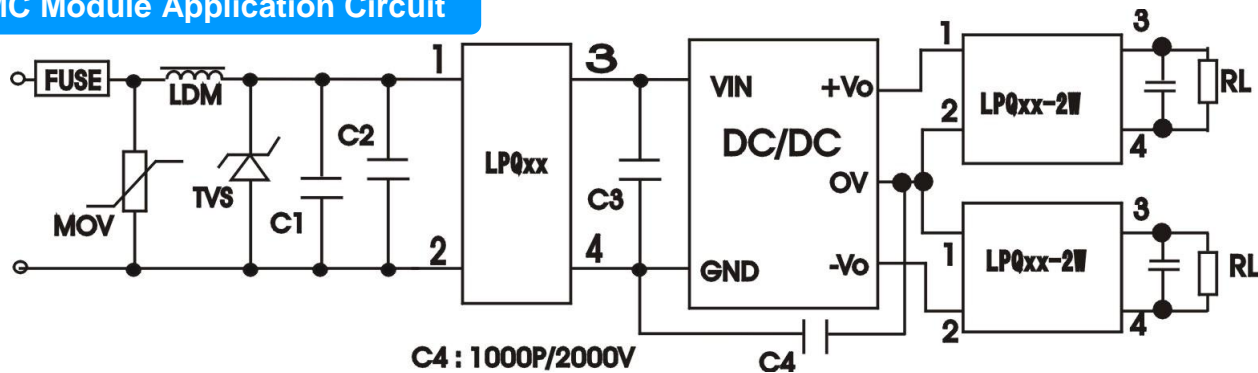 MC Module Application Circuit
FUSE
LDM
MOV
TVS
C1
C2
1
2
LPQxx
3
4
C3
VIN
GND
DC/DC
+Vo
OV
-Vo
C4 : 1000P/2000V
C4
1
2
LPQxx-2W
3
4
RL
1
2
LPQxx-2W
3
4
RL